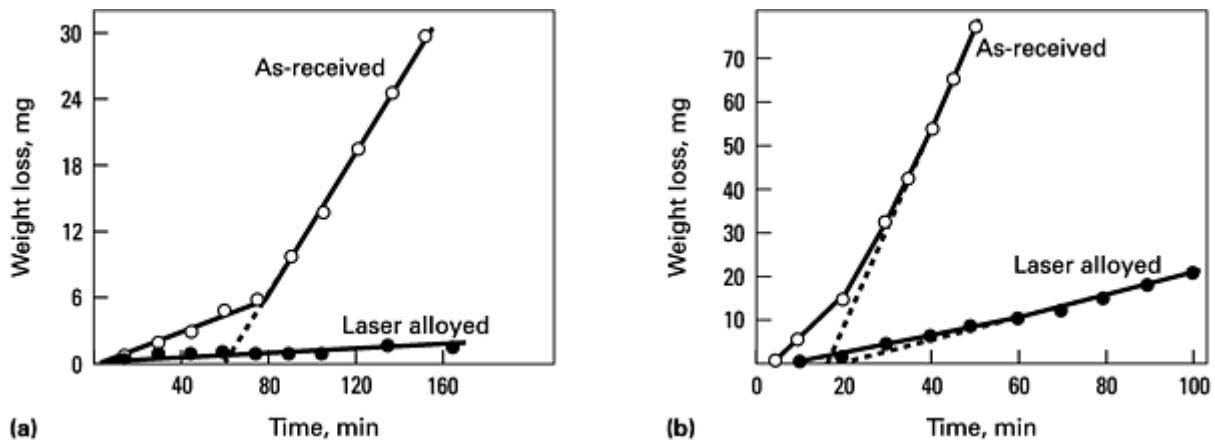 30
24
18
12
6
0
Weight loss, mg
As-received
Laser alloyed
40 80 120 160
Time, min
(a)
70
60
50
40
30
20
10
Weight loss, mg
As-received
Laser alloyed
0 20 40 60 80 100
Time, min
(b)